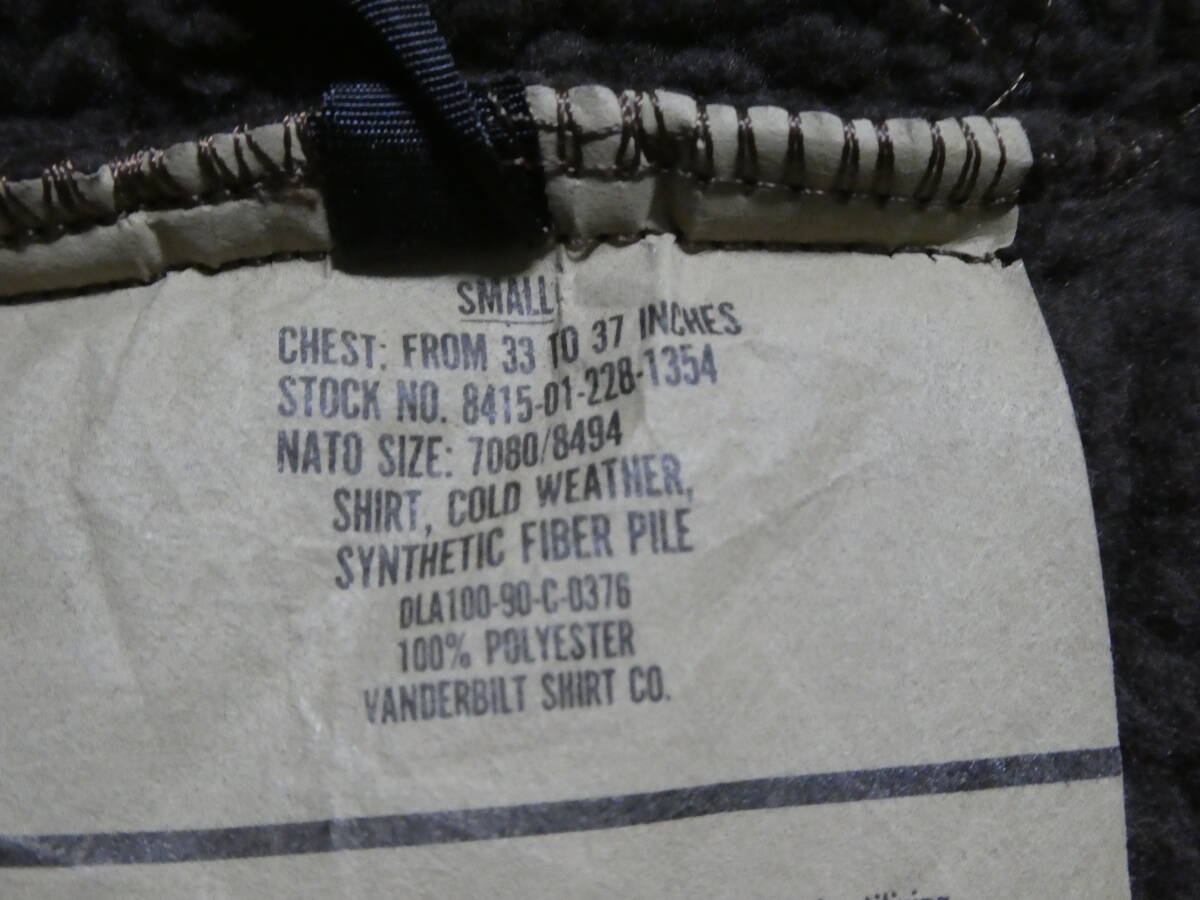 SMALL
CHEST: FROM 33 TO 37 INCHES
STOCK NO. 8415-01-228-1354
NATO SIZE: 7080/8494
SHIRT, COLD WEATHER,
SYNTHETIC FIBER PILE
DLA100-90-C-0376
100% POLYESTER
VANDERBILT SHIRT CO.